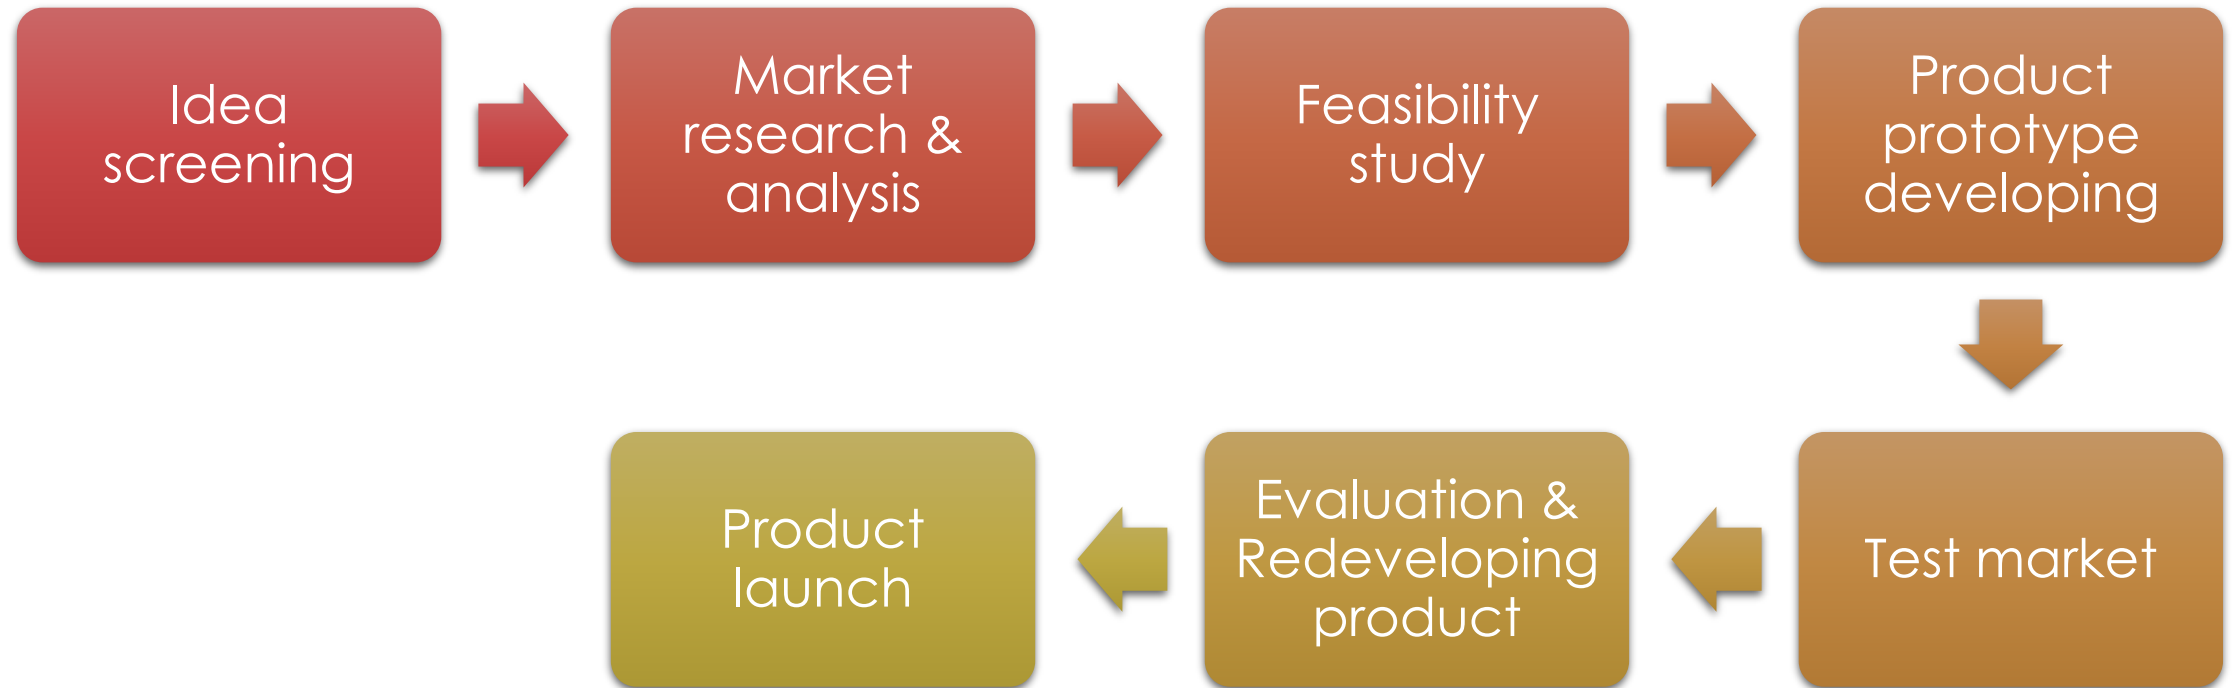 Idea
screening
Market
research &
analysis
Feasibility
study
Product
prototype
developing
Test market
Evaluation &
Redeveloping
product
Product
launch